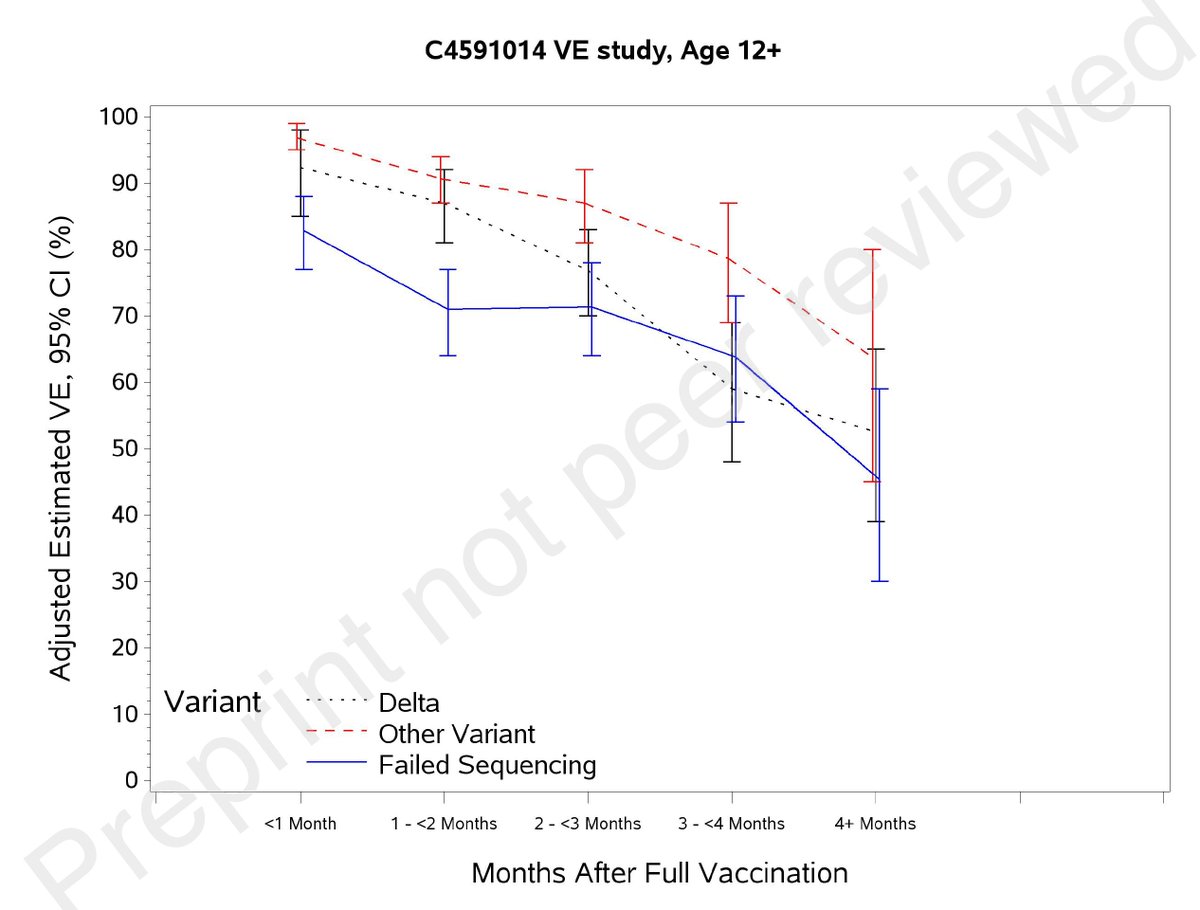 C4591014 VE study, Age 12+
Adjusted Estimated VE, 95% CI (%)
100
90
80
70
60
50
40
30
20
10
0
Variant
Delta
Other Variant
Failed Sequencing
<1 Month
1 - <2 Months
2 - <3 Months
3 - <4 Months
4+ Months
Months After Full Vaccination
Preprint not peer reviewed